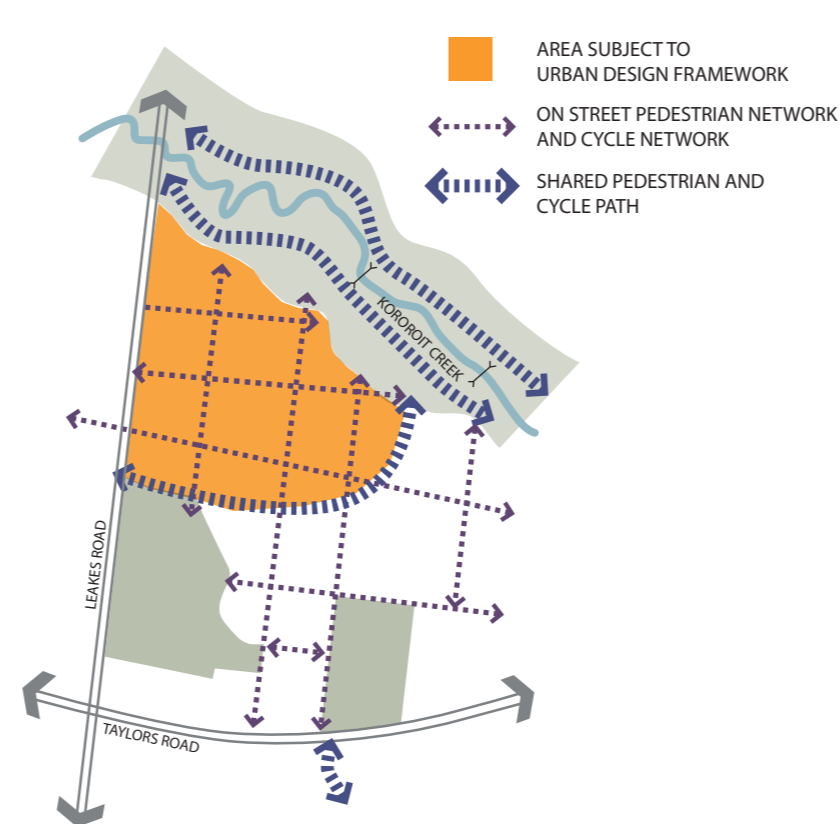 AREA SUBJECT TO
URBAN DESIGN FRAMEWORK
ON STREET PEDESTRIAN NETWORK
AND CYCLE NETWORK
SHARED PEDESTRIAN AND
CYCLE PATH
KOROROIT CREEK
LEAKES ROAD
TAYLORS ROAD